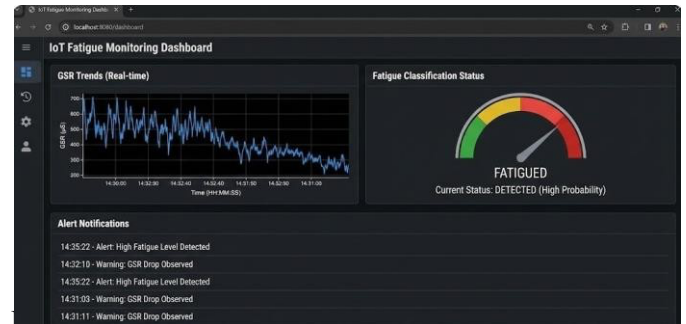 IoT Fatigue Monitoring Dashbo
localhost:8080/dashboard
IoT Fatigue Monitoring Dashboard
GSR Trends (Real-time)
GSR (µS)
700
600
500
400
300
200
14:30:00 14:32:30 14:32:40 14:32:40 14:31:50 14:32:50 14:31:00
Time (HH:MM:SS)
Fatigue Classification Status
FATIGUED
Current Status: DETECTED (High Probability)
Alert Notifications
14:35:22 - Alert: High Fatigue Level Detected
14:32:10 - Warning: GSR Drop Observed
14:35:22 - Alert: High Fatigue Level Detected
14:31:03 - Warning: GSR Drop Observed
14:31:11 - Warning: GSR Drop Observed